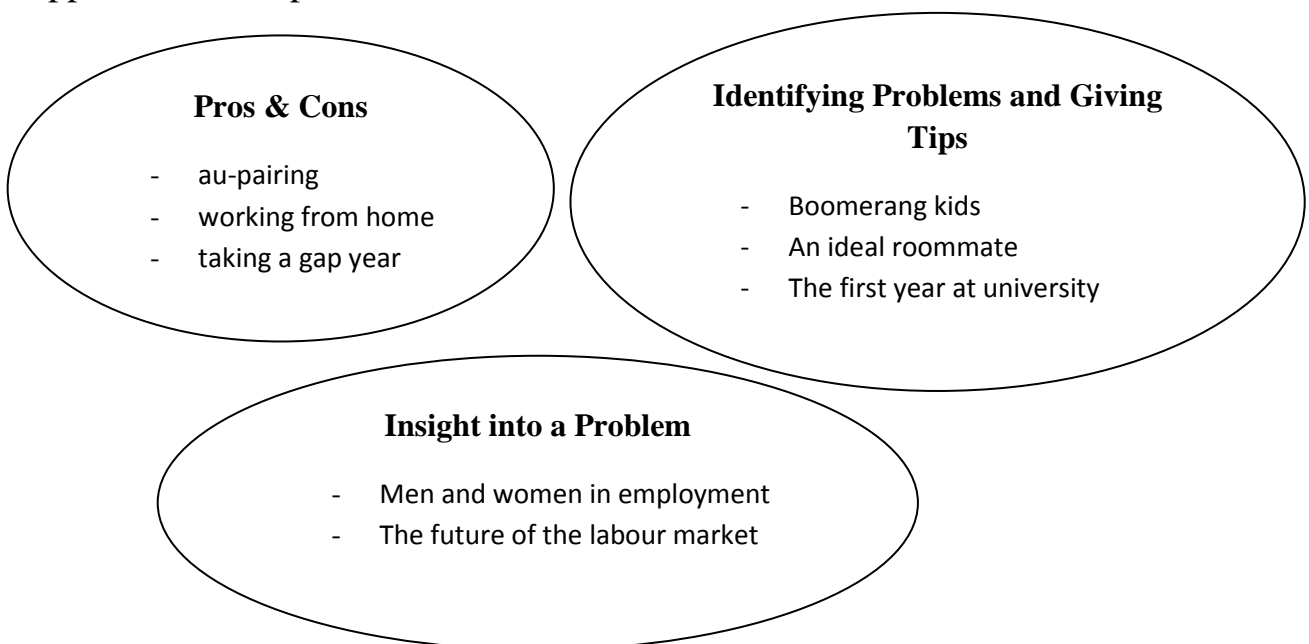 Pros & Cons
- au-pairing
- working from home
- taking a gap year
Identifying Problems and Giving
Tips
- Boomerang kids
- An ideal roommate
- The first year at university
Insight into a Problem
- Men and women in employment
- The future of the labour market